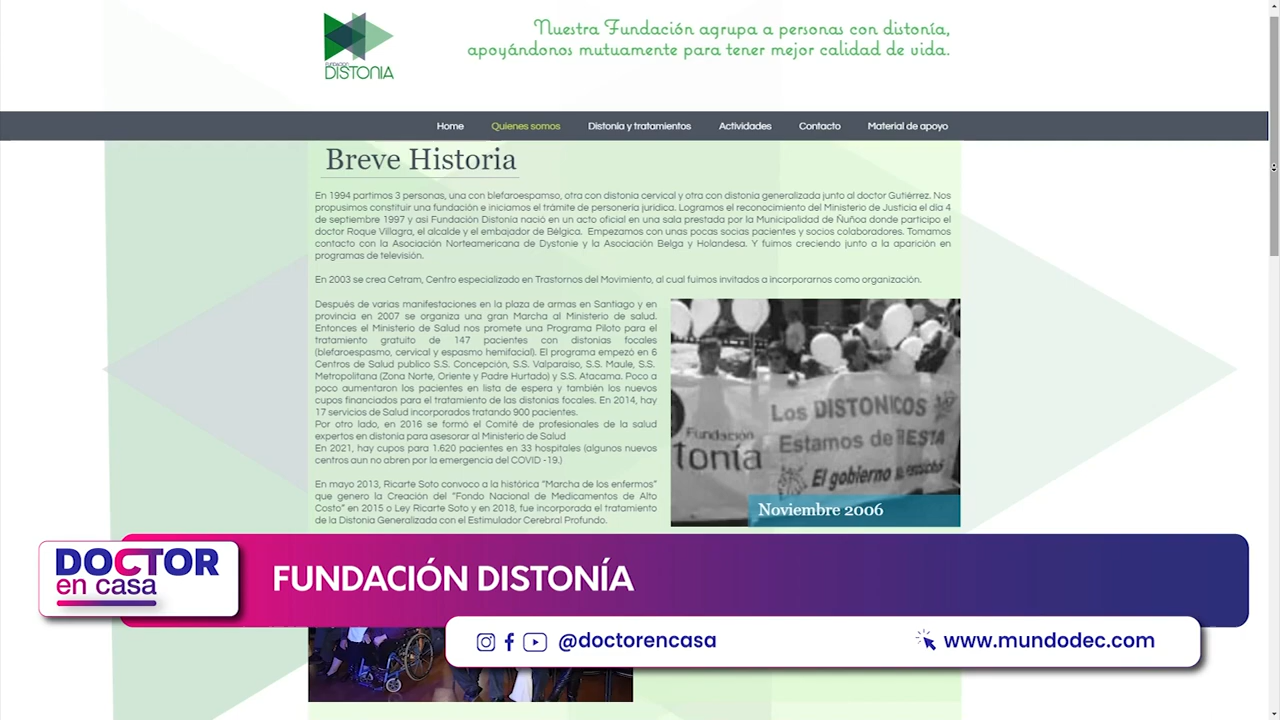 Nuestra Fundación agrupa a personas con distonía,
apoyándonos mutuamente para tener mejor calidad de vida.
FUNDACION
DISTONIA
Home Quienes somos Distonía y tratamientos Actividades Contacto Material de apoyo
Breve Historia
En 1994 partimos 3 personas, una con blefaroespamso, otra con distonía cervical y otra con distonía generalizada junto al doctor Gutiérrez. Nos
propusimos constituir una fundación e iniciamos el trámite de personería jurídica. Logramos el reconocimiento del Ministerio de Justicia el día 4
de septiembre 1997 y así Fundación Distonía nació en un acto oficial en una sala prestada por la Municipalidad de Ñuñoa donde participo el
doctor Roque Villagra, el alcalde y el embajador de Bélgica. Empezamos con unas pocas socias pacientes y socios colaboradores. Tomamos
contacto con la Asociación Norteamericana de Dystonie y la Asociación Belga y Holandesa. Y fuimos creciendo junto a la aparición en
programas de televisión.
En 2003 se crea Cetram, Centro especializado en Trastornos del Movimiento, al cual fuimos invitados a incorporarnos como organización.
Después de varias manifestaciones en la plaza de armas en Santiago y en
provincia en 2007 se organiza una gran Marcha al Ministerio de salud.
Entonces el Ministerio de Salud nos promete una Programa Piloto para el
tratamiento gratuito de 147 pacientes con distonías focales
(blefaroespasmo, cervical y espasmo hemifacial). El programa empezó en 6
Centros de Salud publico S.S. Concepción, S.S. Valparaíso, S.S. Maule, S.S.
Metropolitana (Zona Norte, Oriente y Padre Hurtado) y S.S. Atacama. Poco a
poco aumentaron los pacientes en lista de espera y también los nuevos
cupos financiados para el tratamiento de las distonías focales. En 2014, hay
17 servicios de Salud incorporados tratando 900 pacientes.
Por otro lado, en 2016 se formó el Comité de profesionales de la salud
expertos en distonía para asesorar al Ministerio de Salud
En 2021, hay cupos para 1.620 pacientes en 33 hospitales (algunos nuevos
centros aun no abren por la emergencia del COVID -19.)
En mayo 2013, Ricarte Soto convoco a la histórica "Marcha de los enfermos"
que genero la Creación del "Fondo Nacional de Medicamentos de Alto
Costo" en 2015 o Ley Ricarte Soto y en 2018, fue incorporada el tratamiento
de la Distonía Generalizada con el Estimulador Cerebral Profundo.
Fundación
tonía
Los DISTONICOS
Estamos de
El gobierno
Noviembre 2006
DOCTOR
en casa
FUNDACIÓN DISTONÍA
@doctorencasa
www.mundodec.com